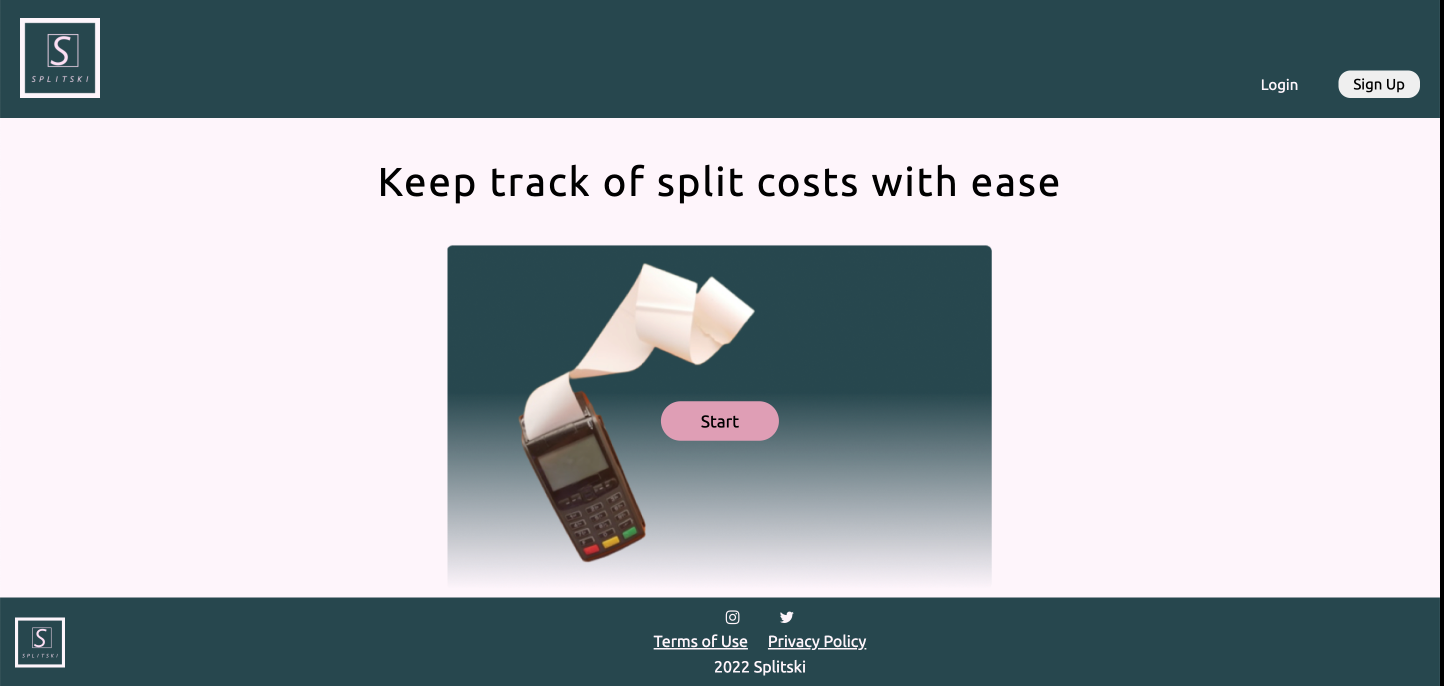 S
SPLITSKI
Login Sign Up
Keep track of split costs with ease
Start
S
SPLITSKI
Terms of Use Privacy Policy
2022 Splitski